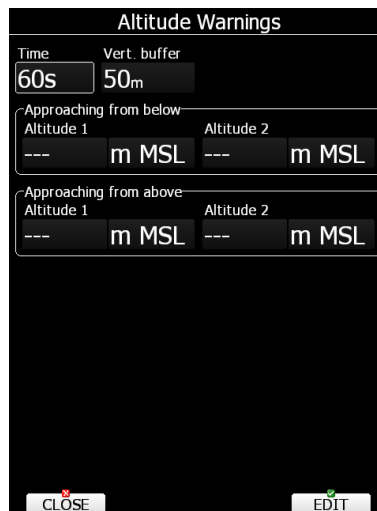 Altitude Warnings
Time Vert. buffer
60s 50m
Approaching from below
Altitude 1 Altitude 2
--- m MSL --- m MSL
Approaching from above
Altitude 1 Altitude 2
--- m MSL --- m MSL
CLOSE EDIT